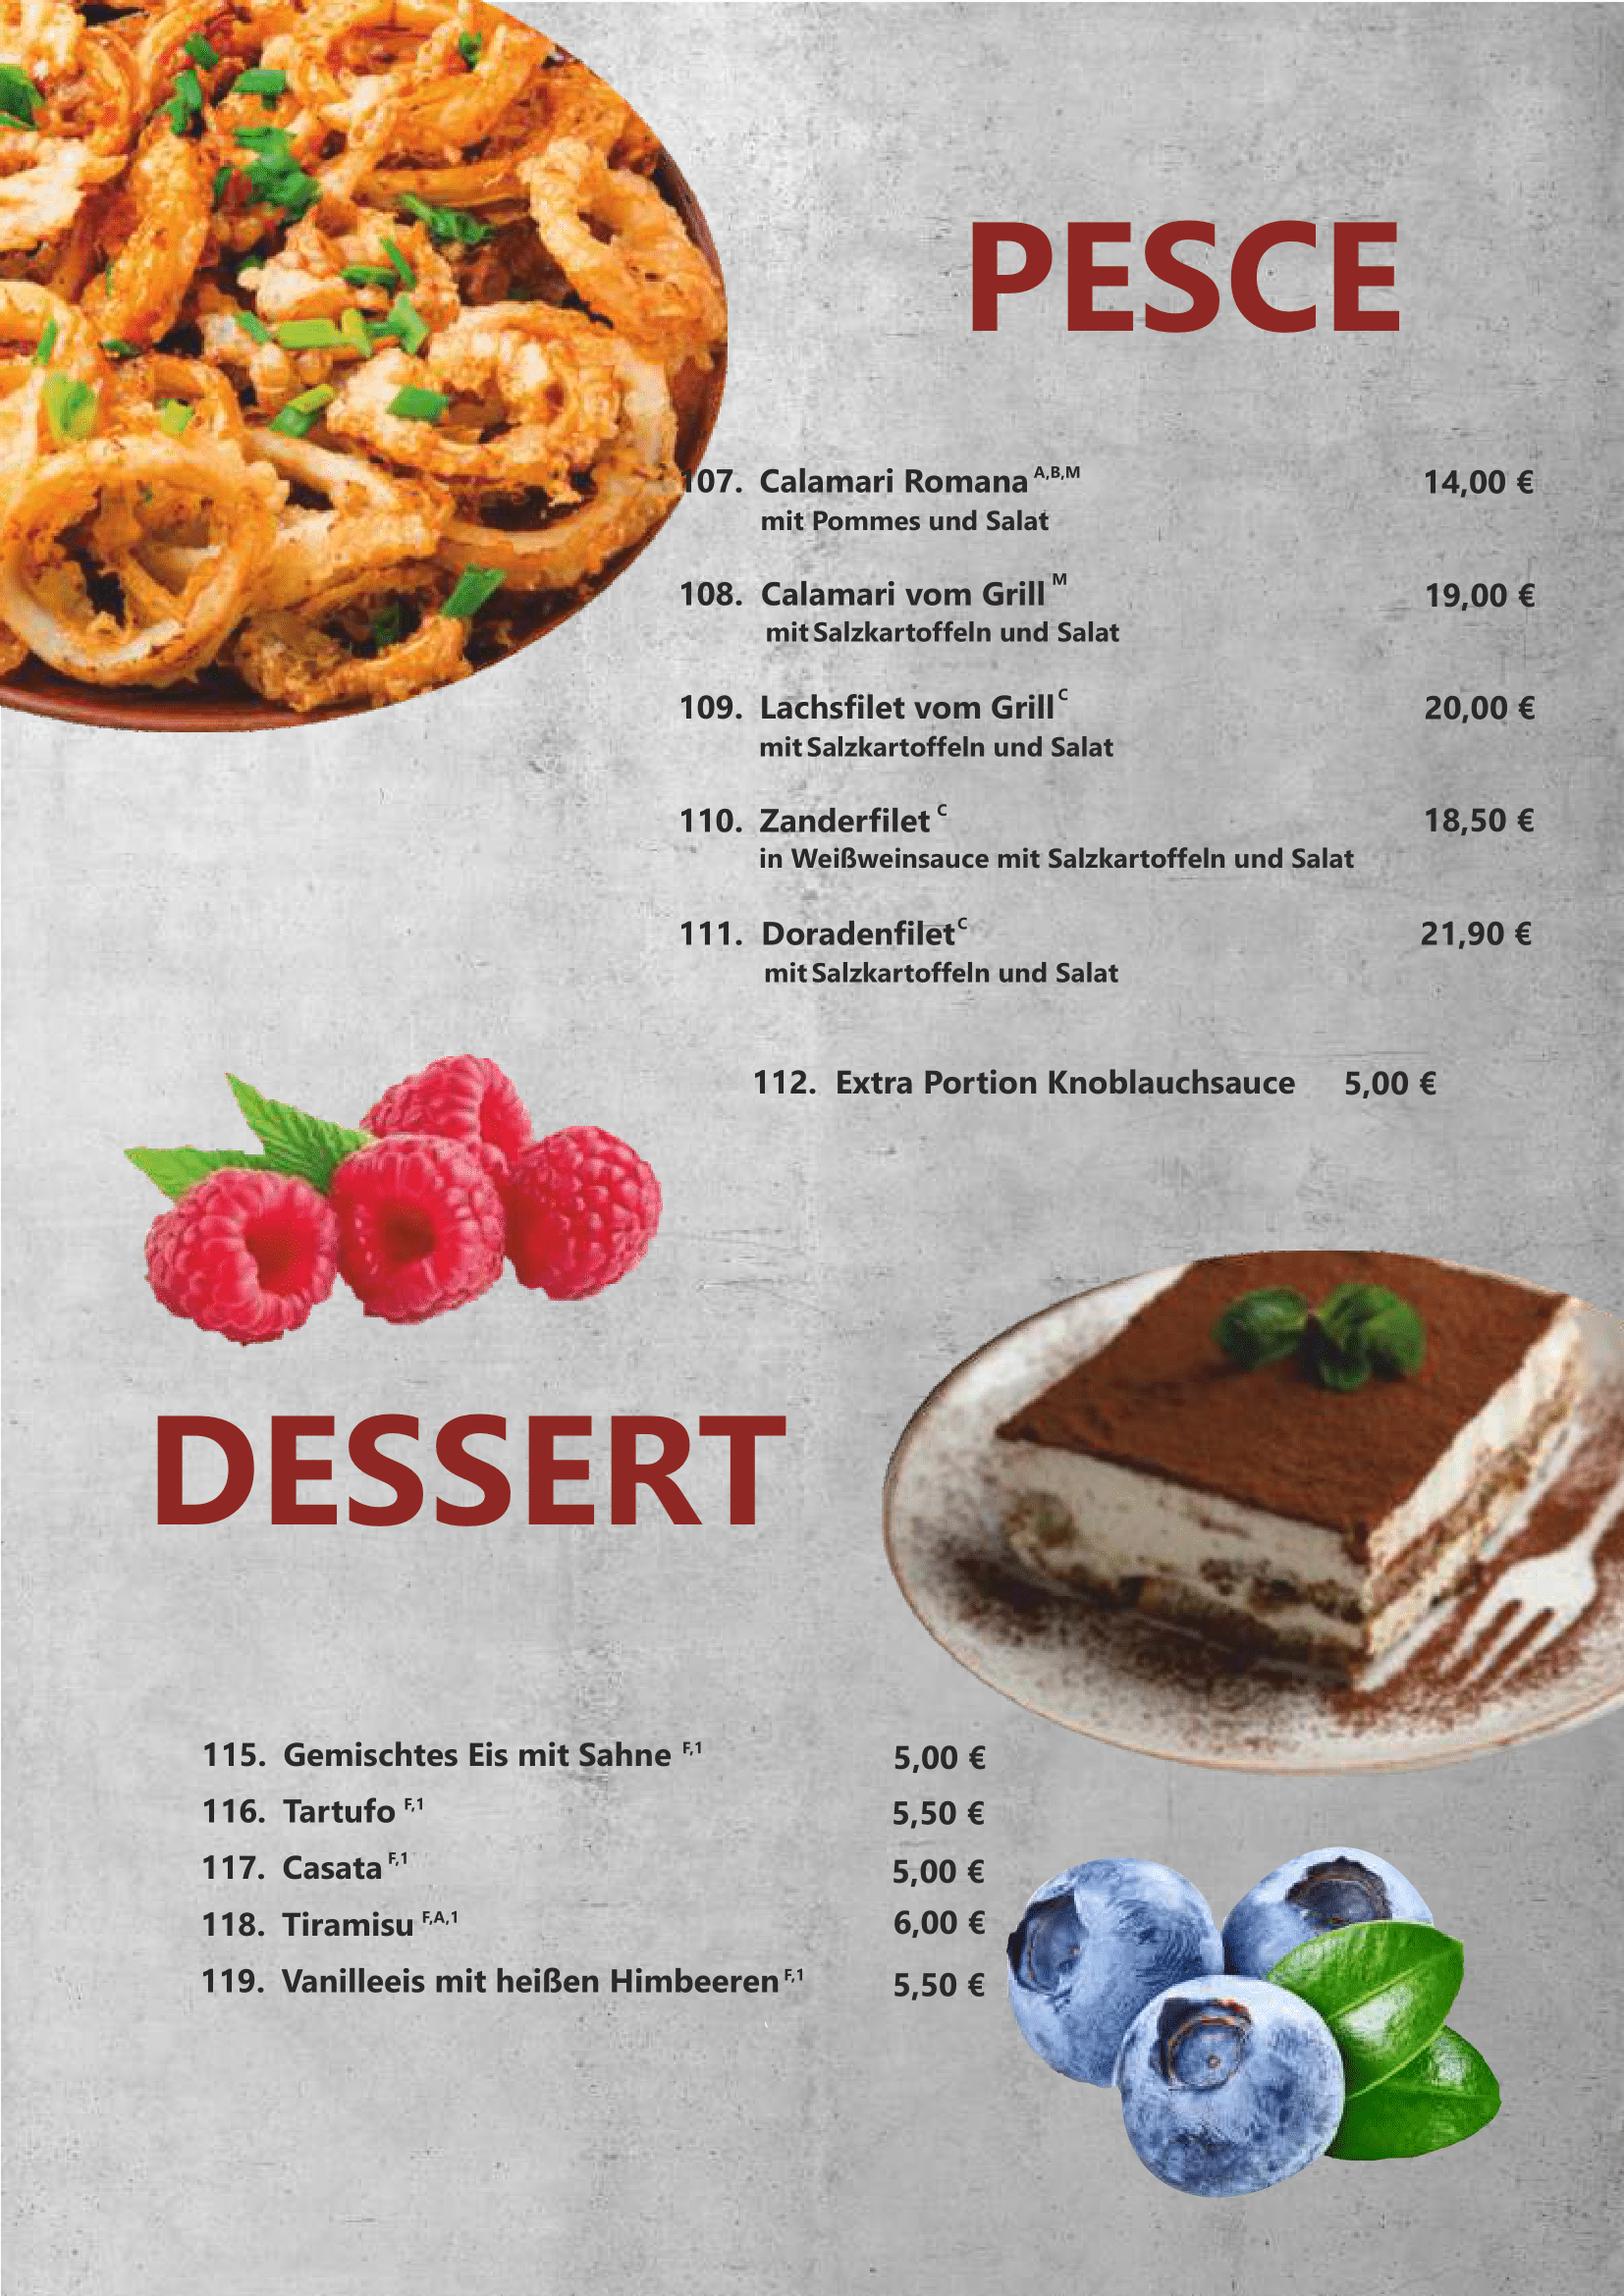 PESCE
107. Calamari Romana A,B,M 14,00 €
mit Pommes und Salat
108. Calamari vom Grill M 19,00 €
mit Salzkartoffeln und Salat
109. Lachsfilet vom Grill C 20,00 €
mit Salzkartoffeln und Salat
110. Zanderfilet C 18,50 €
in Weißweinsauce mit Salzkartoffeln und Salat
111. Doradenfilet C 21,90 €
mit Salzkartoffeln und Salat
112. Extra Portion Knoblauchsauce 5,00 €
DESSERT
115. Gemischtes Eis mit Sahne F,1 5,00 €
116. Tartufo F,1 5,50 €
117. Casata F,1 5,00 €
118. Tiramisu F,A,1 6,00 €
119. Vanilleeis mit heißen Himbeeren F,1 5,50 €